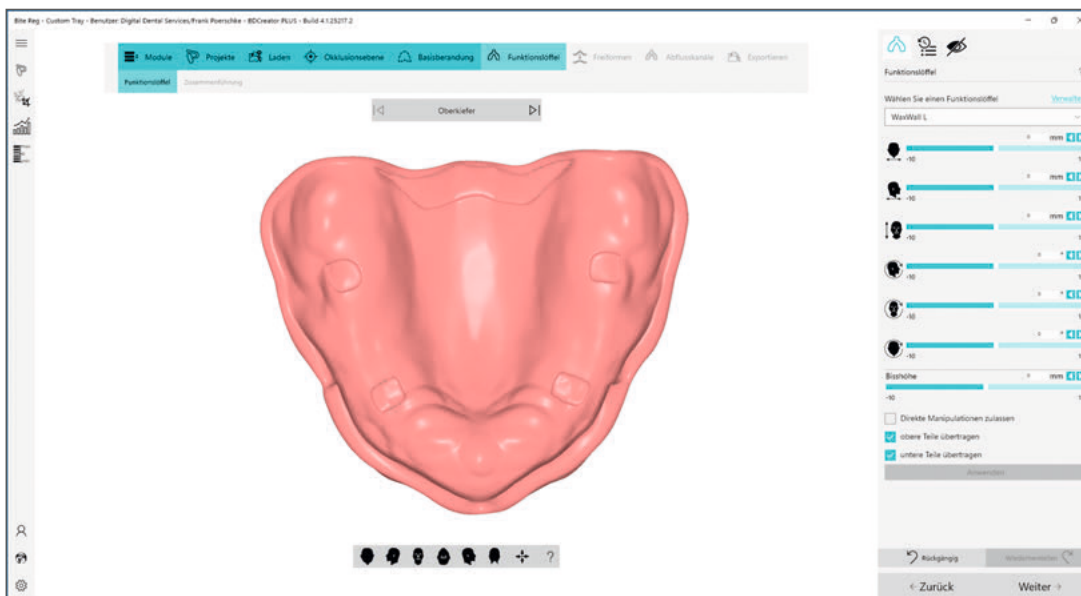 Bite Reg - Custom Tray - Benutzer: Digital Dental Services/Frank Poerschke - BDCreator PLUS - Build 4.1.23217.2
Module Projekte Laden Okklusionsebene Basisberandung Funktionslöffel Freiformen Abflusskanäle Exportieren
Funktionslöffel Zusammenführung
Oberkiefer
Funktionslöffel
Wählen Sie einen Funktionslöffel
WaxWall L
mm
-10
mm
-10
mm
-10
°
-10
°
-10
°
-10
Bisshöhe mm
-10
Direkte Manipulationen zulassen
obere Teile übertragen
untere Teile übertragen
Anwenden
?
Rückgängig Wiederherstellen
← Zurück Weiter →